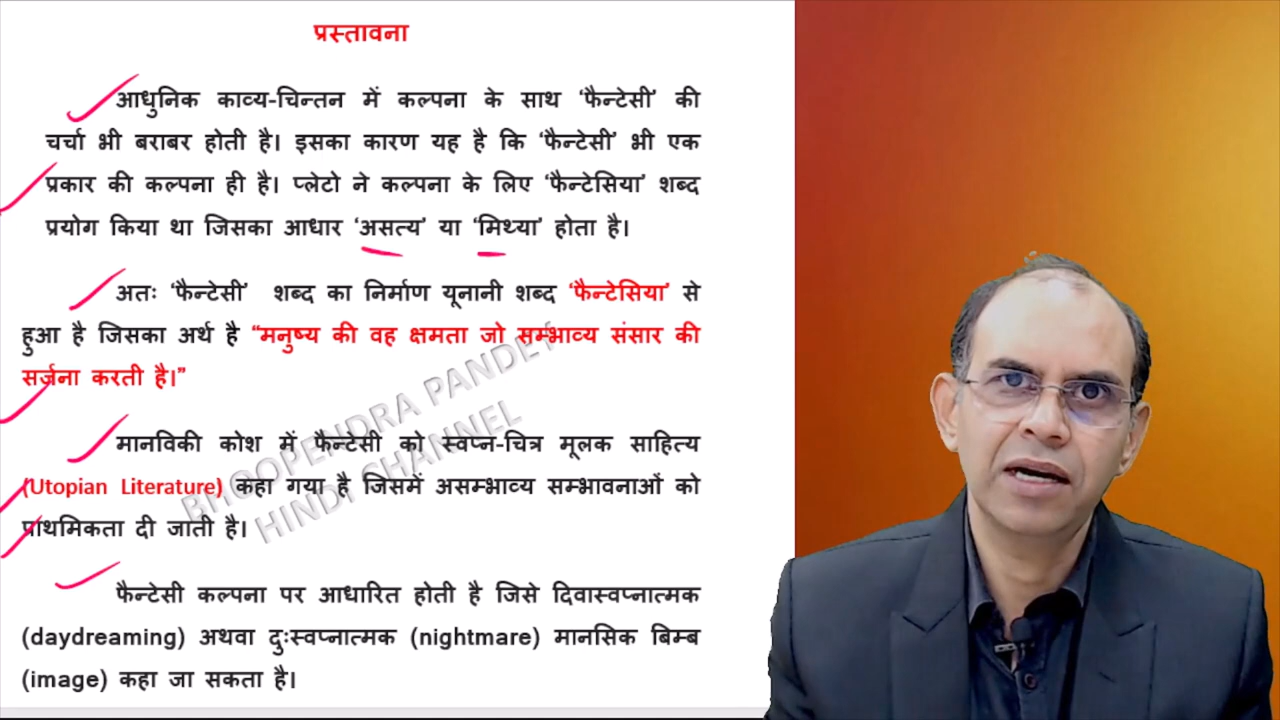 प्रस्तावना
आधुनिक काव्य-चिन्तन में कल्पना के साथ ‘फैन्टेसी’ की
चर्चा भी बराबर होती है। इसका कारण यह है कि ‘फैन्टेसी’ भी एक
प्रकार की कल्पना ही है। प्लेटो ने कल्पना के लिए ‘फैन्टेसिया’ शब्द
प्रयोग किया था जिसका आधार ‘असत्य’ या ‘मिथ्या’ होता है।
अतः ‘फैन्टेसी’ शब्द का निर्माण यूनानी शब्द ‘फैन्टेसिया’ से
हुआ है जिसका अर्थ है “मनुष्य की वह क्षमता जो सम्भाव्य संसार की
सर्जना करती है।”
मानविकी कोश में फैन्टेसी को स्वप्न-चित्र मूलक साहित्य
(Utopian Literature) कहा गया है जिसमें असम्भाव्य सम्भावनाओं को
प्राथमिकता दी जाती है।
फैन्टेसी कल्पना पर आधारित होती है जिसे दिवास्वप्नात्मक
(daydreaming) अथवा दुःस्वप्नात्मक (nightmare) मानसिक बिम्ब
(image) कहा जा सकता है।
BHOOPENDRA PANDEY
HINDI CHANNEL